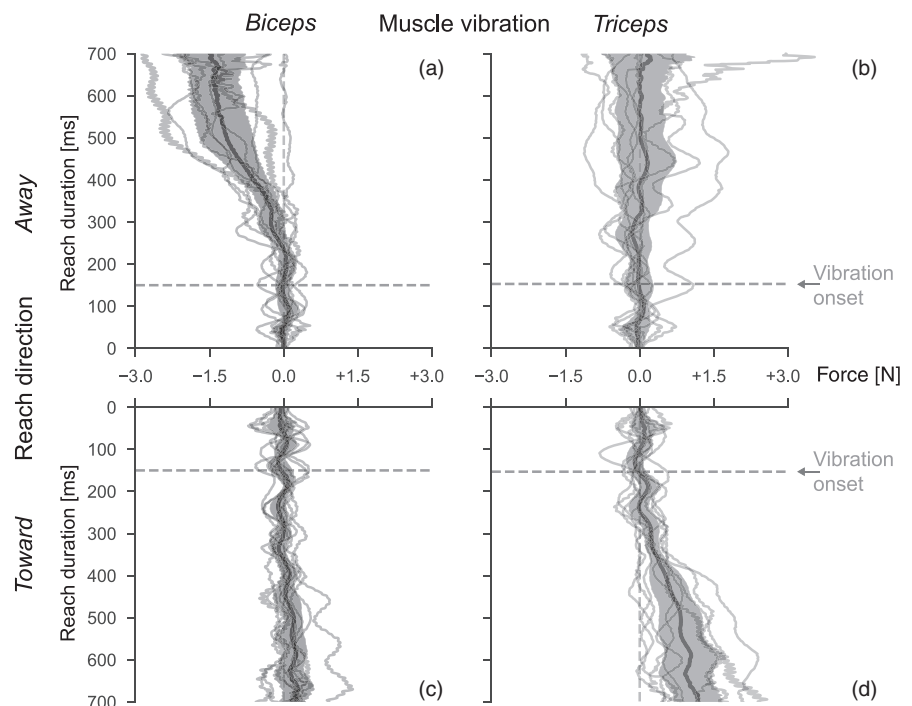 Biceps Muscle vibration Triceps
Away
Reach direction
Toward
Reach duration [ms]
700
600
500
400
300
200
100
0
(a)
(b)
Vibration
onset
−3.0 −1.5 0.0 +1.5 +3.0
−3.0 −1.5 0.0 +1.5 +3.0 Force [N]
Reach duration [ms]
0
100
200
300
400
500
600
700
Vibration
onset
(c)
(d)